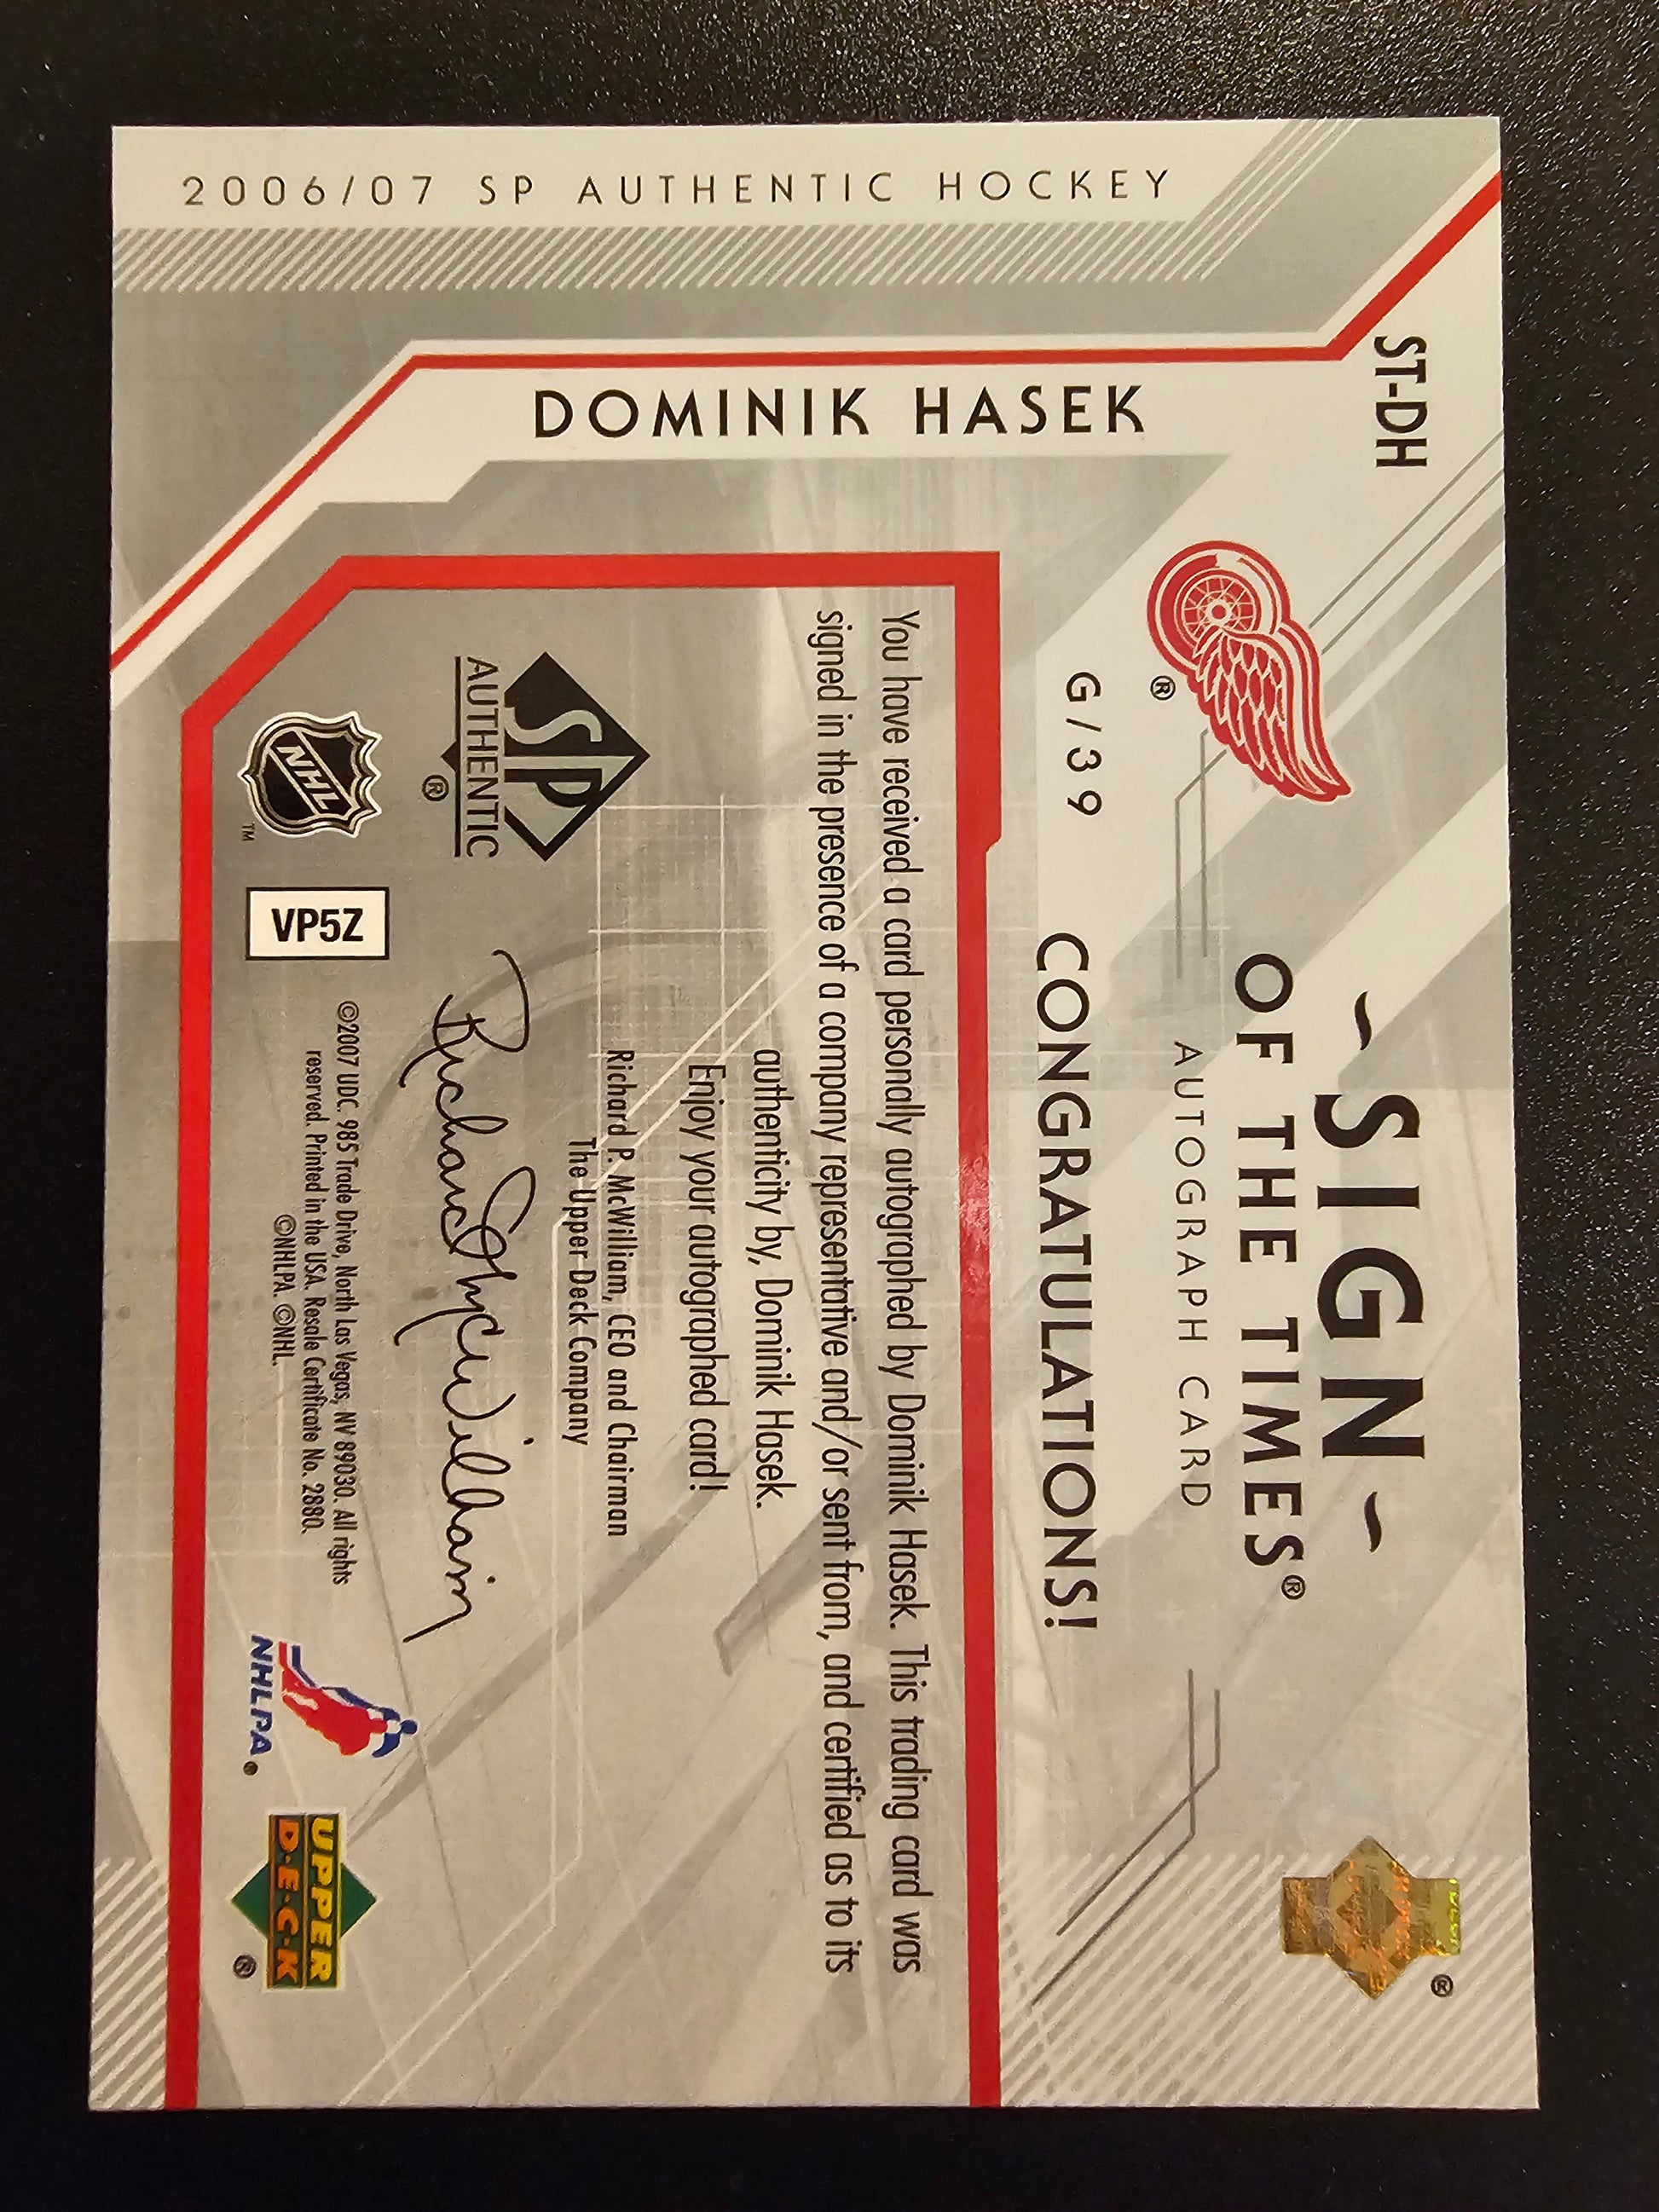 2006/07 SP AUTHENTIC HOCKEY
DOMINIK HASEK
ST-DH
®
G/39
~SIGN~
OF THE TIMES®
AUTOGRAPH CARD
CONGRATULATIONS!
®
You have received a card personally autographed by Dominik Hasek. This trading card was
signed in the presence of a company representative and/or sent from, and certified as to its
authenticity by, Dominik Hasek.
Enjoy your autographed card!
Richard P. McWilliam, CEO and Chairman
The Upper Deck Company
Richard P. McWilliam
SP
AUTHENTIC
®
NHL
TM
VP5Z
©2007 UDC. 985 Trade Drive, North Las Vegas, NV 89030. All rights
reserved. Printed in the USA. Resale Certificate No. 2880.
©NHLPA. ©NHL.
NHLPA®
UPPER
D·E·C·K
®